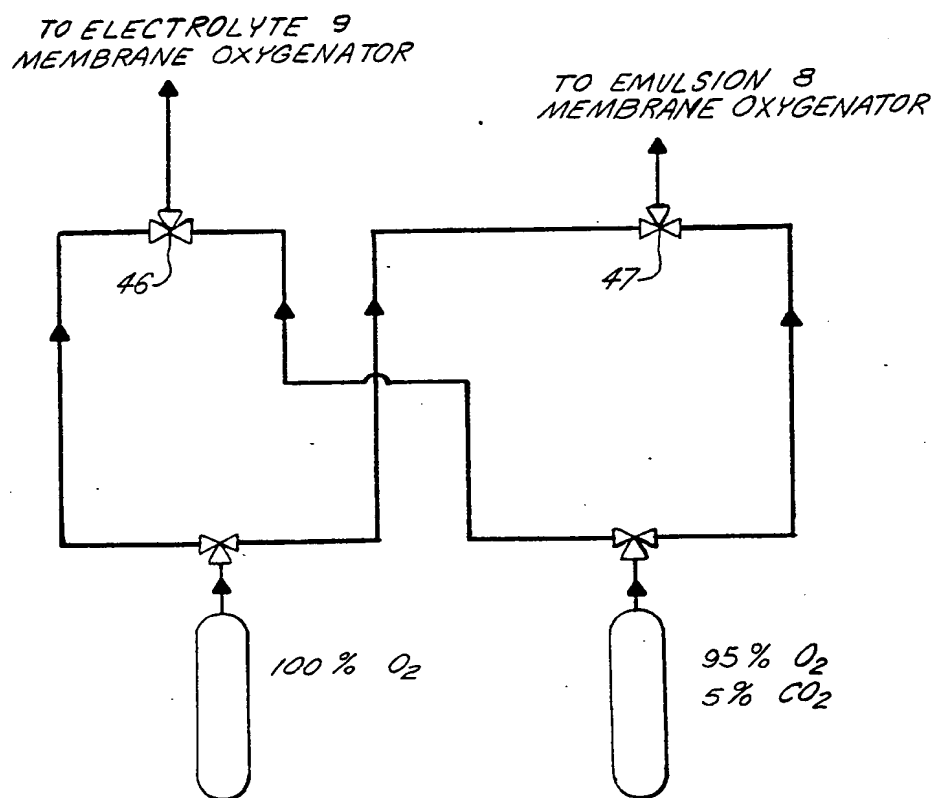 TO ELECTROLYTE 9
MEMBRANE OXYGENATOR
TO EMULSION 8
MEMBRANE OXYGENATOR
46
47
100% O₂
95% O₂
5% CO₂